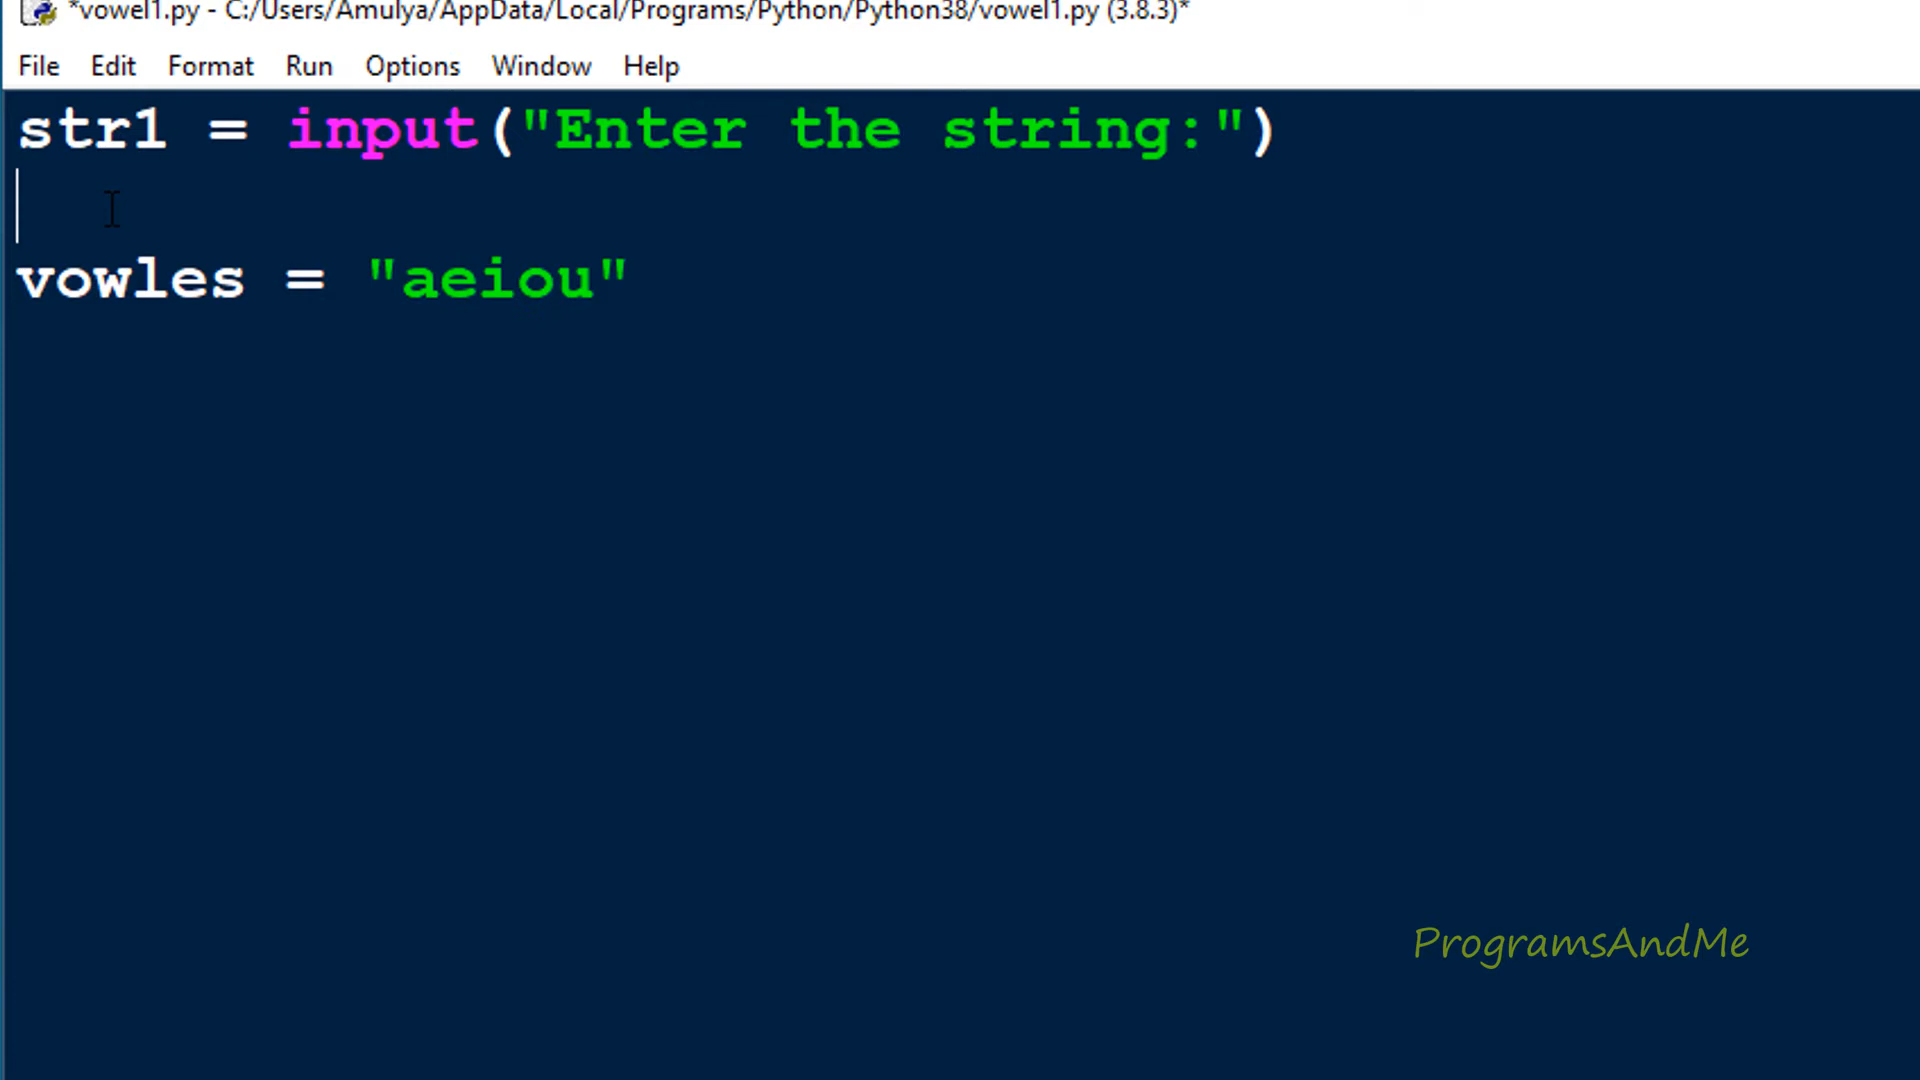 *vowel1.py - C:/Users/Amulya/AppData/Local/Programs/Python/Python38/vowel1.py (3.8.3)*
File Edit Format Run Options Window Help
str1 = input("Enter the string:")
vowles = "aeiou"
ProgramsAndMe